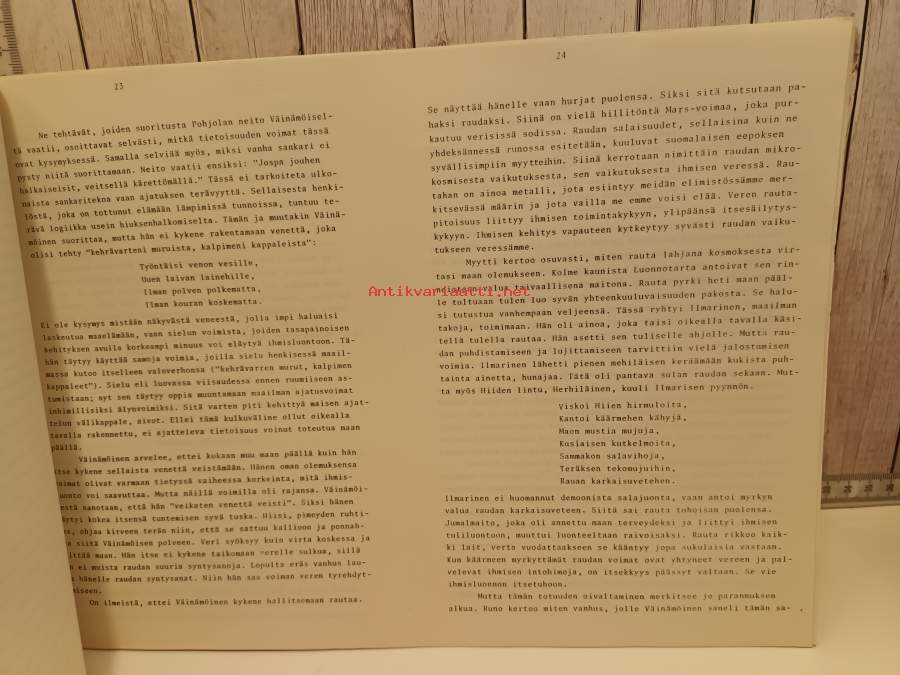 23
Ne tehtävät, joiden suoritusta Pohjolan neito Väinämöisel-
tä vaatii, osoittavat selvästi, mitkä tietoisuuden voimat tässä
ovat kysymyksessä. Samalla selviää myös, miksi vanha sankari ei
pysty niitä suorittamaan. Neito vaatii ensiksi: "Jospa jouhen
halkaiseisit, veitsellä kärettömällä." Tässä ei tarkoiteta ulko-
naista sankaritekoa vaan ajatuksen terävyyttä. Sellaisesta henki-
löstä, joka on tottunut elämään lämpimissä tunnoissa, tuntuu te-
rävä logiikka usein hiuksenhalkomiselta. Tämän ja muutakin Väinä-
möinen suorittaa, mutta hän ei kykene rakentamaan venettä, joka
olisi tehty "kehrävarteni muruista, kalpimeni kappaleista":
Työntäisi venon vesille,
Uuen laivan lainehille,
Ilman polven polkematta,
Ilman kouran koskematta.
Ei ole kysymys mistään näkyvästä veneestä, jolla impi haluaisi
laskeutua maaelämään, vaan sielun voimista, joiden tasapainoisen
kehityksen avulla korkeampi minuus voi eläytyä ihmisluontoon. Tä-
hän täytyy käyttää samoja voimia, joilla sielu henkisessä maail-
massa kutoo itselleen valoverhonsa ("kehrävarren murut, kalpimen
kappaleet"). Sielu eli luovassa viisaudessa ennen ruumiiseen as-
tumistaan; nyt sen täytyy oppia muuntamaan maailman ajatusvoimat
inhimillisiksi älynvoimiksi. Sitä varten piti kehittyä maisen ajat-
telun välikappale, aivot. Ellei tämä kulkuväline ollut oikealla
tavalla rakennettu, ei ajatteleva tietoisuus voinut toteutua maan
päällä.
Väinämöinen arvelee, ettei kukaan muu maan päällä kuin hän
itse kykene sellaista venettä veistämään. Hänen oman olemuksensa
voimat olivat varmaan tietyssä vaiheessa korkeinta, mitä ihmis-
luonto voi saavuttaa. Mutta näillä voimilla oli rajansa. Väinämöi-
sestä sanotaan, että hän "veikaten venettä veisti". Siksi hänen
täytyi kokea itsensä tuntemisen syvä tuska. Hiisi, pimeyden ruhti-
nas, ohjaa kirveen terän niin, että se sattuu kallioon ja ponnah-
taa siitä Väinämöisen polveen. Veri syöksyy kuin virta koskessa ja
peittää maan. Hän itse ei kykene taikomaan verelle sulkua, sillä
hän ei muista raudan suuria syntysanoja. Lopulta eräs vanhus lau-
laa hänelle raudan syntysanat. Niin hän saa voiman veren tyrehdyt-
tämiseen.
On ilmeistä, ettei Väinämöinen kykene hallitsemaan rautaa.
24
Se näyttää hänelle vaan hurjat puolensa. Siksi sitä kutsutaan pa-
haksi raudaksi. Siinä on vielä hillitöntä Mars-voimaa, joka pur-
kautuu verisissä sodissa. Raudan salaisuudet, sellaisina kuin ne
yhdeksännessä runossa esitetään, kuuluvat suomalaisen eepoksen
syvällisimpiin myytteihin. Siinä kerrotaan nimittäin raudan mikro-
kosmisesta vaikutuksesta, sen vaikutuksesta ihmisen veressä. Rau-
tahan on ainoa metalli, jota esiintyy meidän elimistössämme mer-
kitsevässä määrin ja jota vailla me emme voisi elää. Veren rauta-
pitoisuus liittyy ihmisen toimintakykyyn, ylipäänsä itsesäilytys-
kykyyn. Ihmisen kehitys vapauteen kytkeytyy syvästi raudan vaiku-
tukseen veressämme.
Myytti kertoo osuvasti, miten rauta lahjana kosmoksesta vir-
tasi maan olemukseen. Kolme kaunista Luonnotarta antoivat sen rin-
noistaan valua taivaallisena maitona. Rauta pyrki heti maan pääl-
le tultuaan tulen luo syvän yhteenkuuluvaisuuden pakosta. Se halu-
si tutustua vanhempaan veljeensä. Tässä ryhtyi Ilmarinen, maailman
takoja, toimimaan. Hän oli ainoa, joka taisi oikealla tavalla käsi-
tellä tulella rautaa. Hän asetti sen tuliselke ahjolle. Mutta rau-
dan puhdistamiseen ja lujittamiseen tarvittiin vielä jalostumisen
voimia. Ilmarinen lähetti pienen mehiläisen keräämään kukista puh-
tainta ainetta, hunajaa. Tätä oli pantava sulan raudan sekaan. Mut-
ta myös Hiiden lintu, Herhiläinen, kuuli Ilmarisen pyynnön.
Viskoi Hiien hirmuloita,
Kantoi käärmehen kähyjä,
Maon mustia mujuja,
Kusiaisen kutkelmoita,
Sammakon salavihoja,
Teräksen tekomujuihin,
Rauan karkaisuvetehen.
Ilmarinen ei huomannut demoonista salajuonta, vaan antoi myrkyn
valua raudan karkaisuveteen. Siitä sai rauta tuhoisan puolensa.
Jumalmaito, joka oli annettu maan terveydeksi ja liittyi ihmisen
tuliluontoon, muuttui luonteeltaan raivoisaksi. Rauta rikkoo kaik-
ki lait, verta vuodattaakseen se kääntyy jopa sukulaisia vastaan.
Kun käärmeen myrkyttämät raudan voimat ovat yhtyneet vereen ja pal-
velevat ihmisen intohimoja, on itsekkyys päässyt valtaan. Se vie
ihmisluonnon itsetuhoon.
Mutta tämän totuuden oivaltaminen merkitsee jo parannuksen
alkua. Runo kertoo miten vanhus, jolle Väinämöinen saneli tämän sa-
Antikvariaatti.net